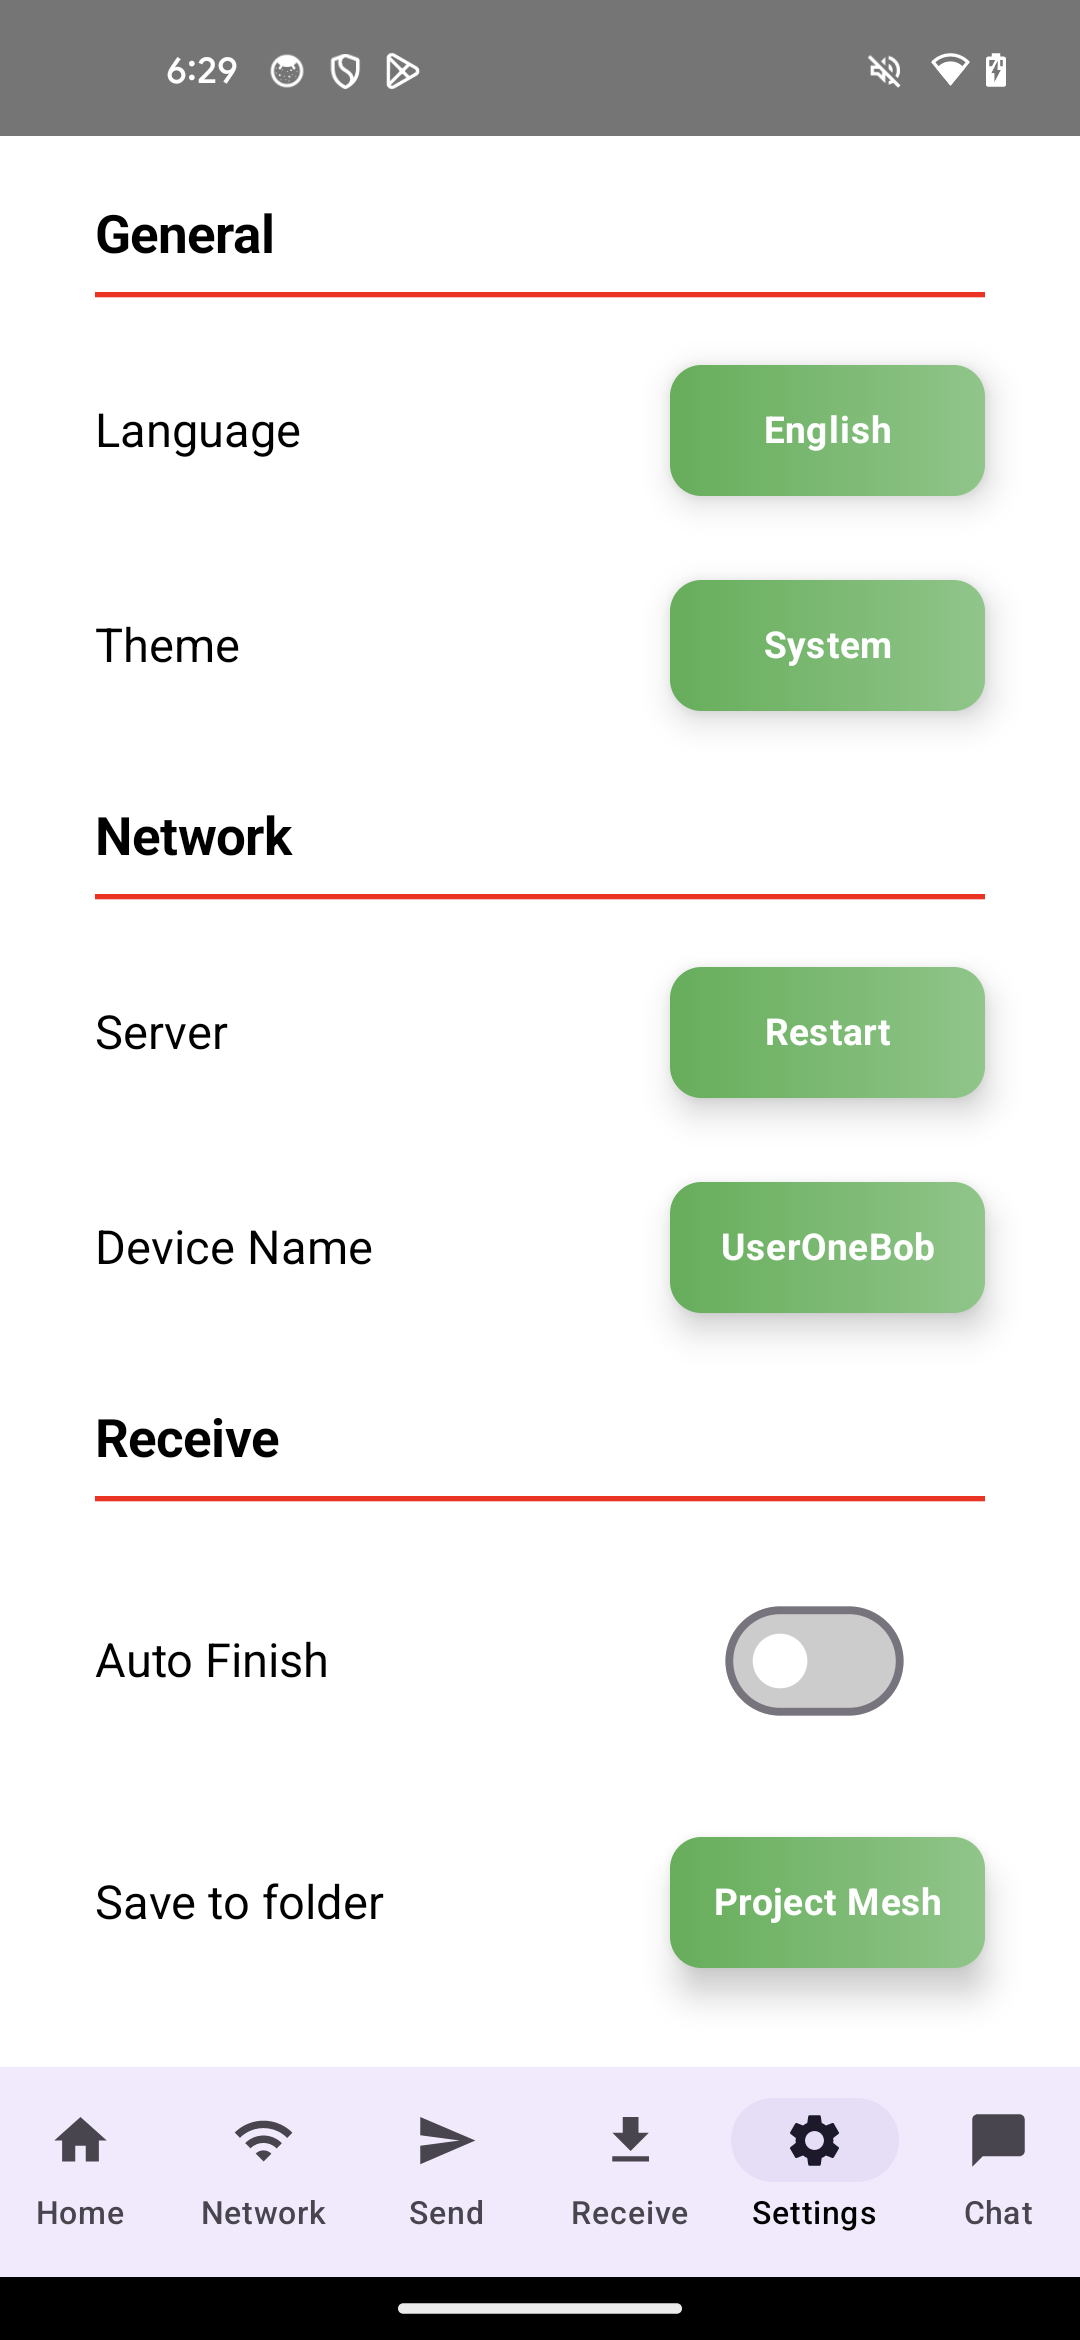 6:29
General
Language
English
Theme
System
Network
Server
Restart
Device Name
UserOneBob
Receive
Auto Finish
Save to folder
Project Mesh
Home
Network
Send
Receive
Settings
Chat